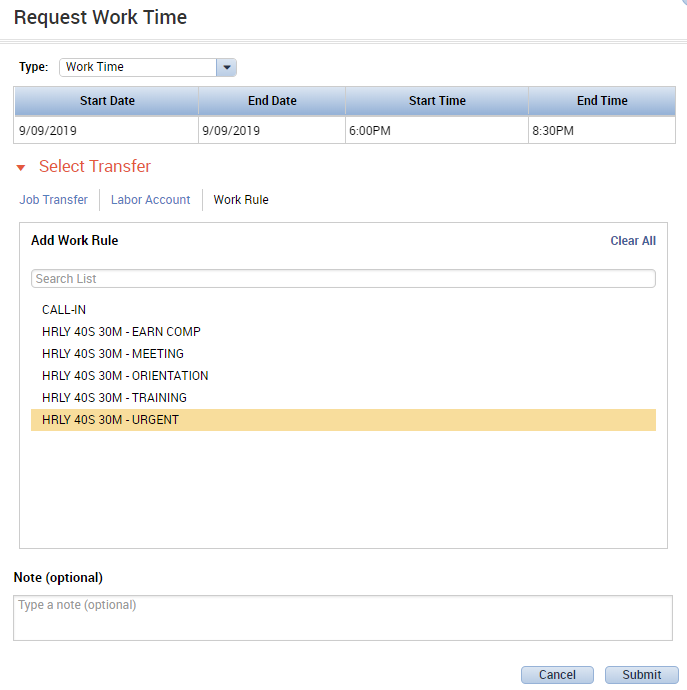 Request Work Time
Type: Work Time
Start Date End Date Start Time End Time
9/09/2019 9/09/2019 6:00PM 8:30PM
Select Transfer
Job Transfer Labor Account Work Rule
Add Work Rule Clear All
Search List
CALL-IN
HRLY 40S 30M - EARN COMP
HRLY 40S 30M - MEETING
HRLY 40S 30M - ORIENTATION
HRLY 40S 30M - TRAINING
HRLY 40S 30M - URGENT
Note (optional)
Type a note (optional)
Cancel Submit